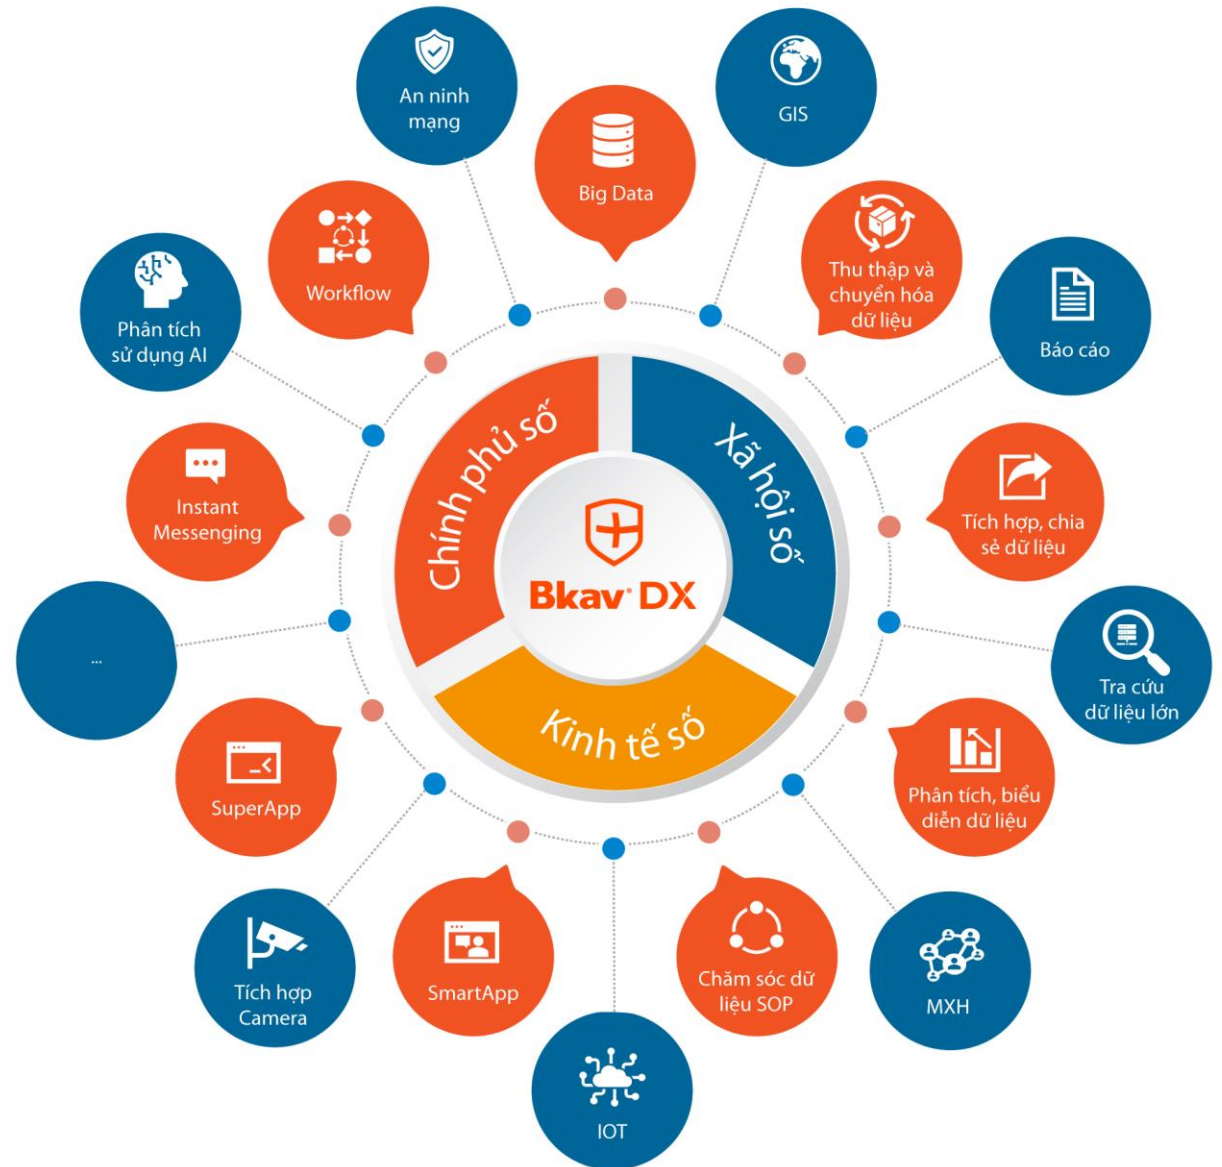 An ninh
mạng
GIS
Big Data
Workflow
Thu thập và
chuyển hóa
dữ liệu
Phân tích
sử dụng AI
Báo cáo
Chính phủ số
Xã hội số
Instant
Messenging
Tích hợp, chia
sẻ dữ liệu
Bkav® DX
...
Tra cứu
dữ liệu lớn
Kinh tế số
SuperApp
Phân tích, biểu
diễn dữ liệu
Tích hợp
Camera
SmartApp
Chăm sóc dữ
liệu SOP
MXH
IOT